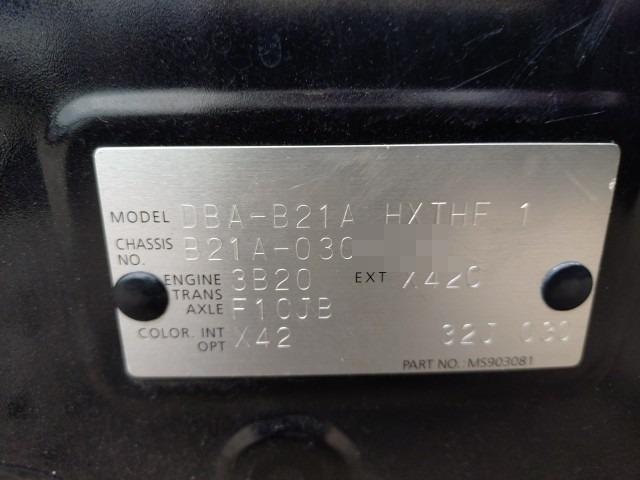 MODEL DBA-B21A HXTHF 1
CHASSIS NO. B21A-030
ENGINE 3B20 EXT X42C
TRANS AXLE F1CJB
COLOR. INT X42
OPT 32J 030
PART NO.: MS903081